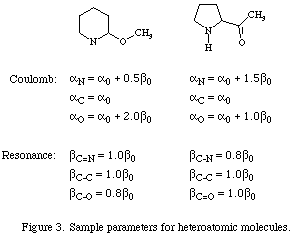 N O CH₃
N H O CH₃
Coulomb: αN = α0 + 0.5β0 αN = α0 + 1.5β0
αC = α0 αC = α0
αO = α0 + 2.0β0 αO = α0 + 1.0β0
Resonance: βC=N = 1.0β0 βC-N = 0.8β0
βC-C = 1.0β0 βC-C = 1.0β0
βC-O = 0.8β0 βC=O = 1.0β0
Figure 3. Sample parameters for heteroatomic molecules.